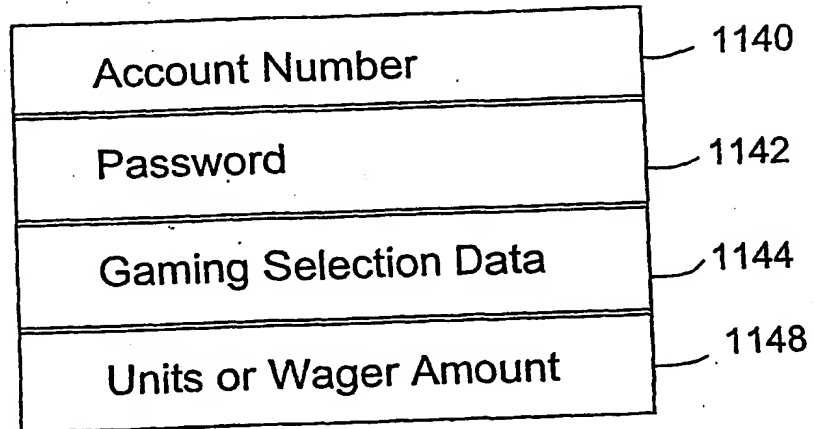 Account Number 1140
Password 1142
Gaming Selection Data 1144
Units or Wager Amount 1148